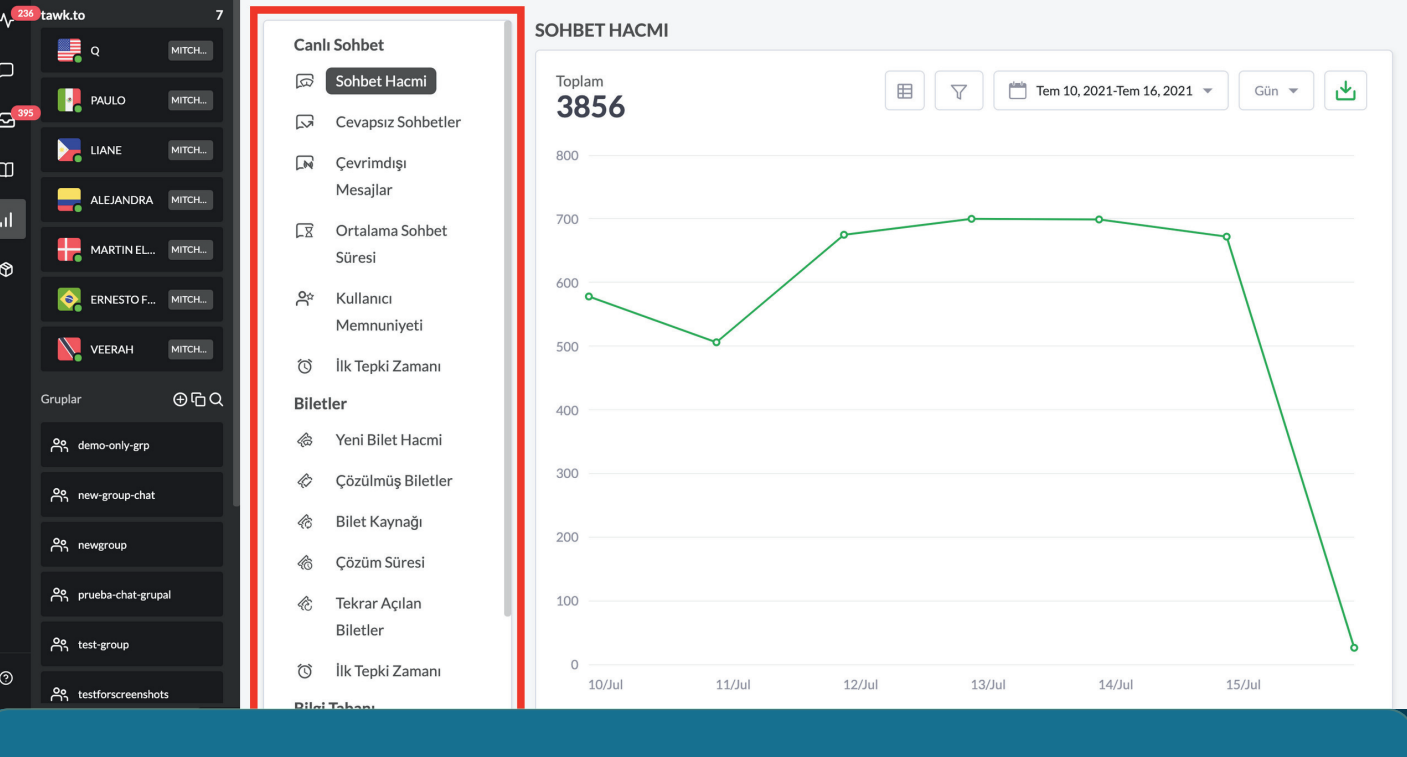 236
395
tawk.to 7
Q MITCH...
PAULO MITCH...
LIANE MITCH...
ALEJANDRA MITCH...
MARTIN EL... MITCH...
ERNESTO F... MITCH...
VEERAH MITCH...
Gruplar
demo-only-grp
new-group-chat
newgroup
prueba-chat-grupal
test-group
testforscreenshots
Canlı Sohbet
Sohbet Hacmi
Cevapsız Sohbetler
Çevrimdışı
Mesajlar
Ortalama Sohbet
Süresi
Kullanıcı
Memnuniyeti
İlk Tepki Zamanı
Biletler
Yeni Bilet Hacmi
Çözülmüş Biletler
Bilet Kaynağı
Çözüm Süresi
Tekrar Açılan
Biletler
İlk Tepki Zamanı
Bilgi Tabanı
SOHBET HACMI
Toplam
3856
Tem 10, 2021-Tem 16, 2021
Gün
800
700
600
500
400
300
200
100
0
10/Jul 11/Jul 12/Jul 13/Jul 14/Jul 15/Jul